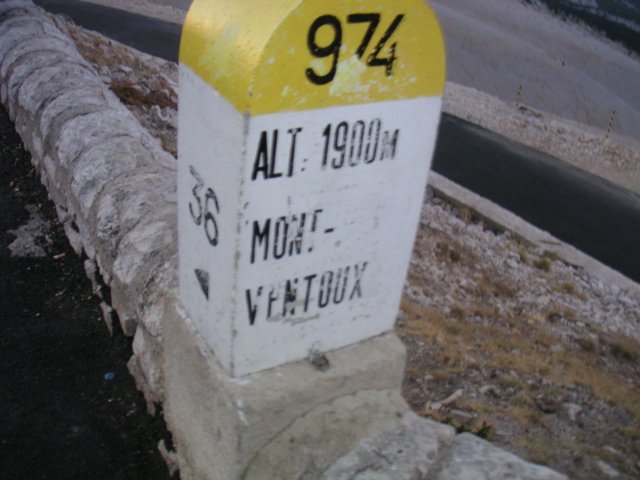 974
ALT. 1900M
MONT-
VENTOUX
36